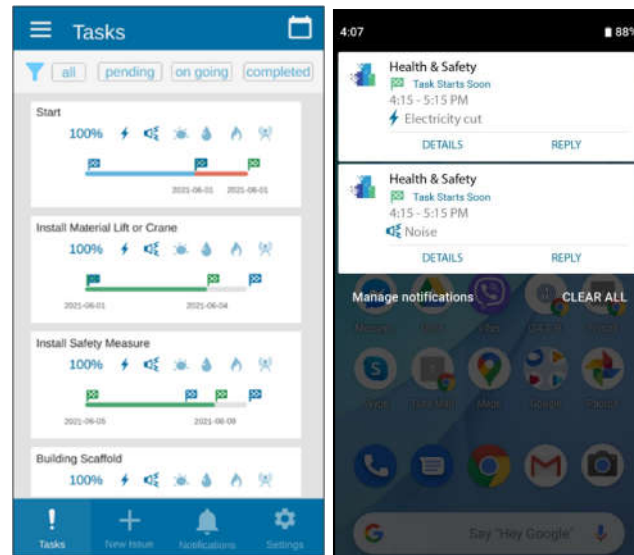 Tasks
all pending on going completed
Start
100%
2021-06-01 2021-06-01
Install Material Lift or Crane
100%
2021-06-01 2021-06-04
Install Safety Measure
100%
2021-06-05 2021-06-09
Building Scaffold
100%
Tasks New Issue Notifications Settings
4:07 88%
Health & Safety
Task Starts Soon
4:15 - 5:15 PM
Electricity cut
DETAILS REPLY
Health & Safety
Task Starts Soon
4:15 - 5:15 PM
Noise
DETAILS REPLY
Manage notifications CLEAR ALL
Skype Maps Google
Say "Hey Google"